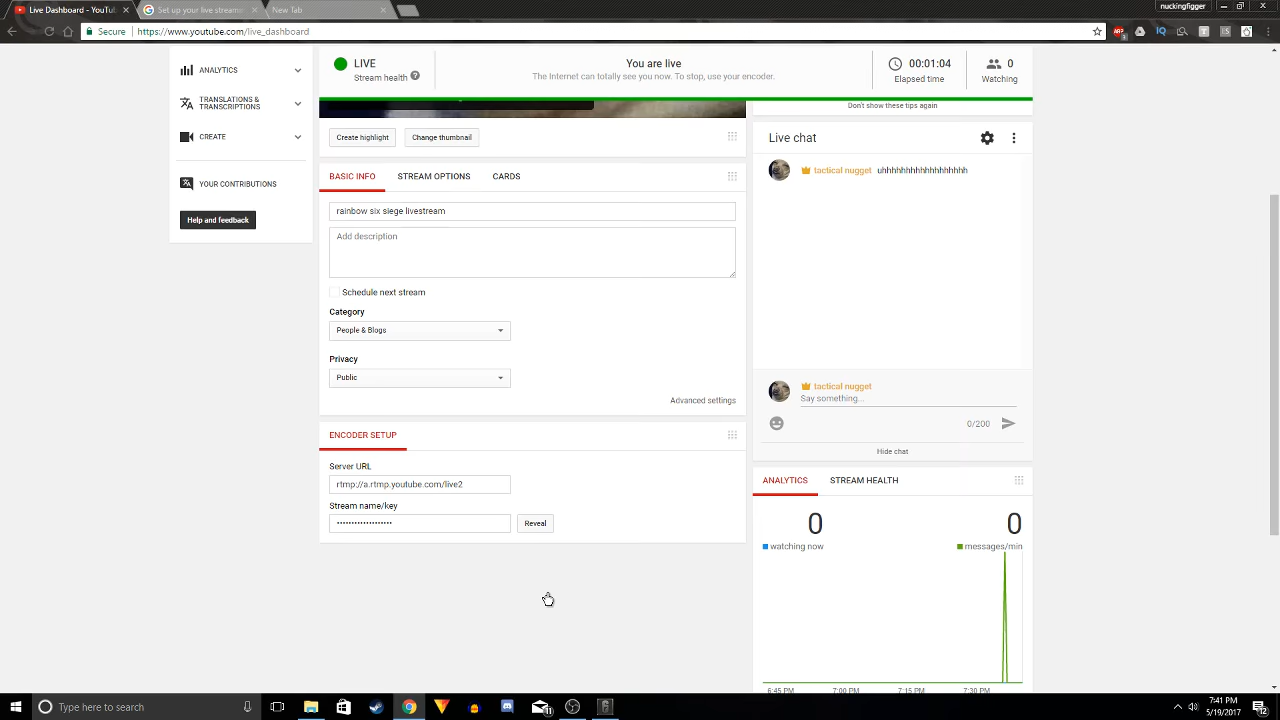 Live Dashboard - YouTu
Set up your live stream
New Tab
nuckingfigger
Secure
https://www.youtube.com/live_dashboard
ANALYTICS
TRANSLATIONS &
TRANSCRIPTIONS
CREATE
YOUR CONTRIBUTIONS
Help and feedback
LIVE
Stream health
You are live
The Internet can totally see you now. To stop, use your encoder.
00:01:04
Elapsed time
0
Watching
Don't show these tips again
Create highlight
Change thumbnail
BASIC INFO
STREAM OPTIONS
CARDS
rainbow six siege livestream
Add description
Schedule next stream
Category
People & Blogs
Privacy
Public
Advanced settings
ENCODER SETUP
Server URL
rtmp://a.rtmp.youtube.com/live2
Stream name/key
Reveal
Live chat
tactical nugget uhhhhhhhhhhhhhhhhhh
tactical nugget
Say something...
0/200
Hide chat
ANALYTICS
STREAM HEALTH
0
watching now
0
messages/min
6:45 PM
7:00 PM
7:15 PM
7:30 PM
Type here to search
7:41 PM
5/19/2017